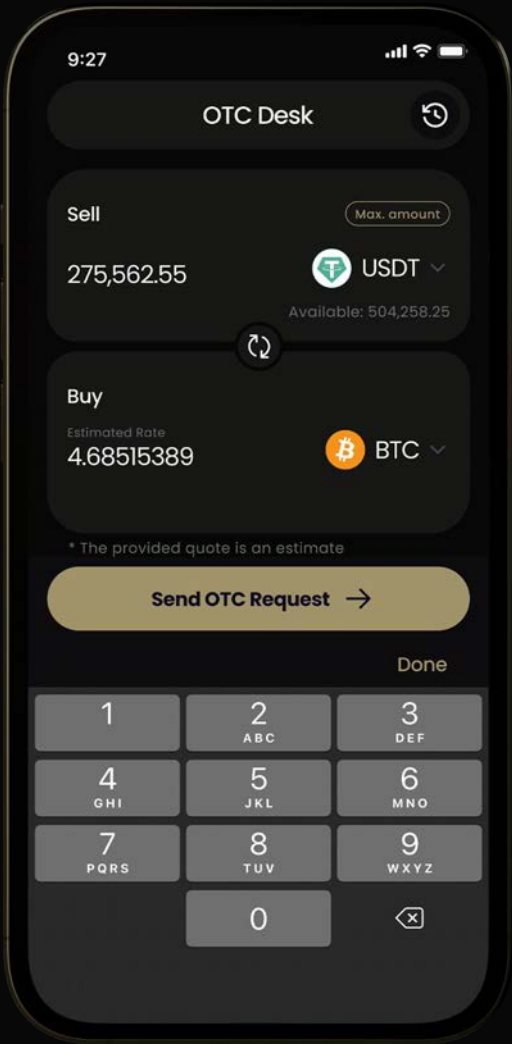 9:27
OTC Desk
Sell
Max. amount
275,562.55
USDT
Available: 504,258.25
Buy
Estimated Rate
4.68515389
BTC
* The provided quote is an estimate
Send OTC Request →
Done
1
2
ABC
3
DEF
4
GHI
5
JKL
6
MNO
7
PQRS
8
TUV
9
WXYZ
0